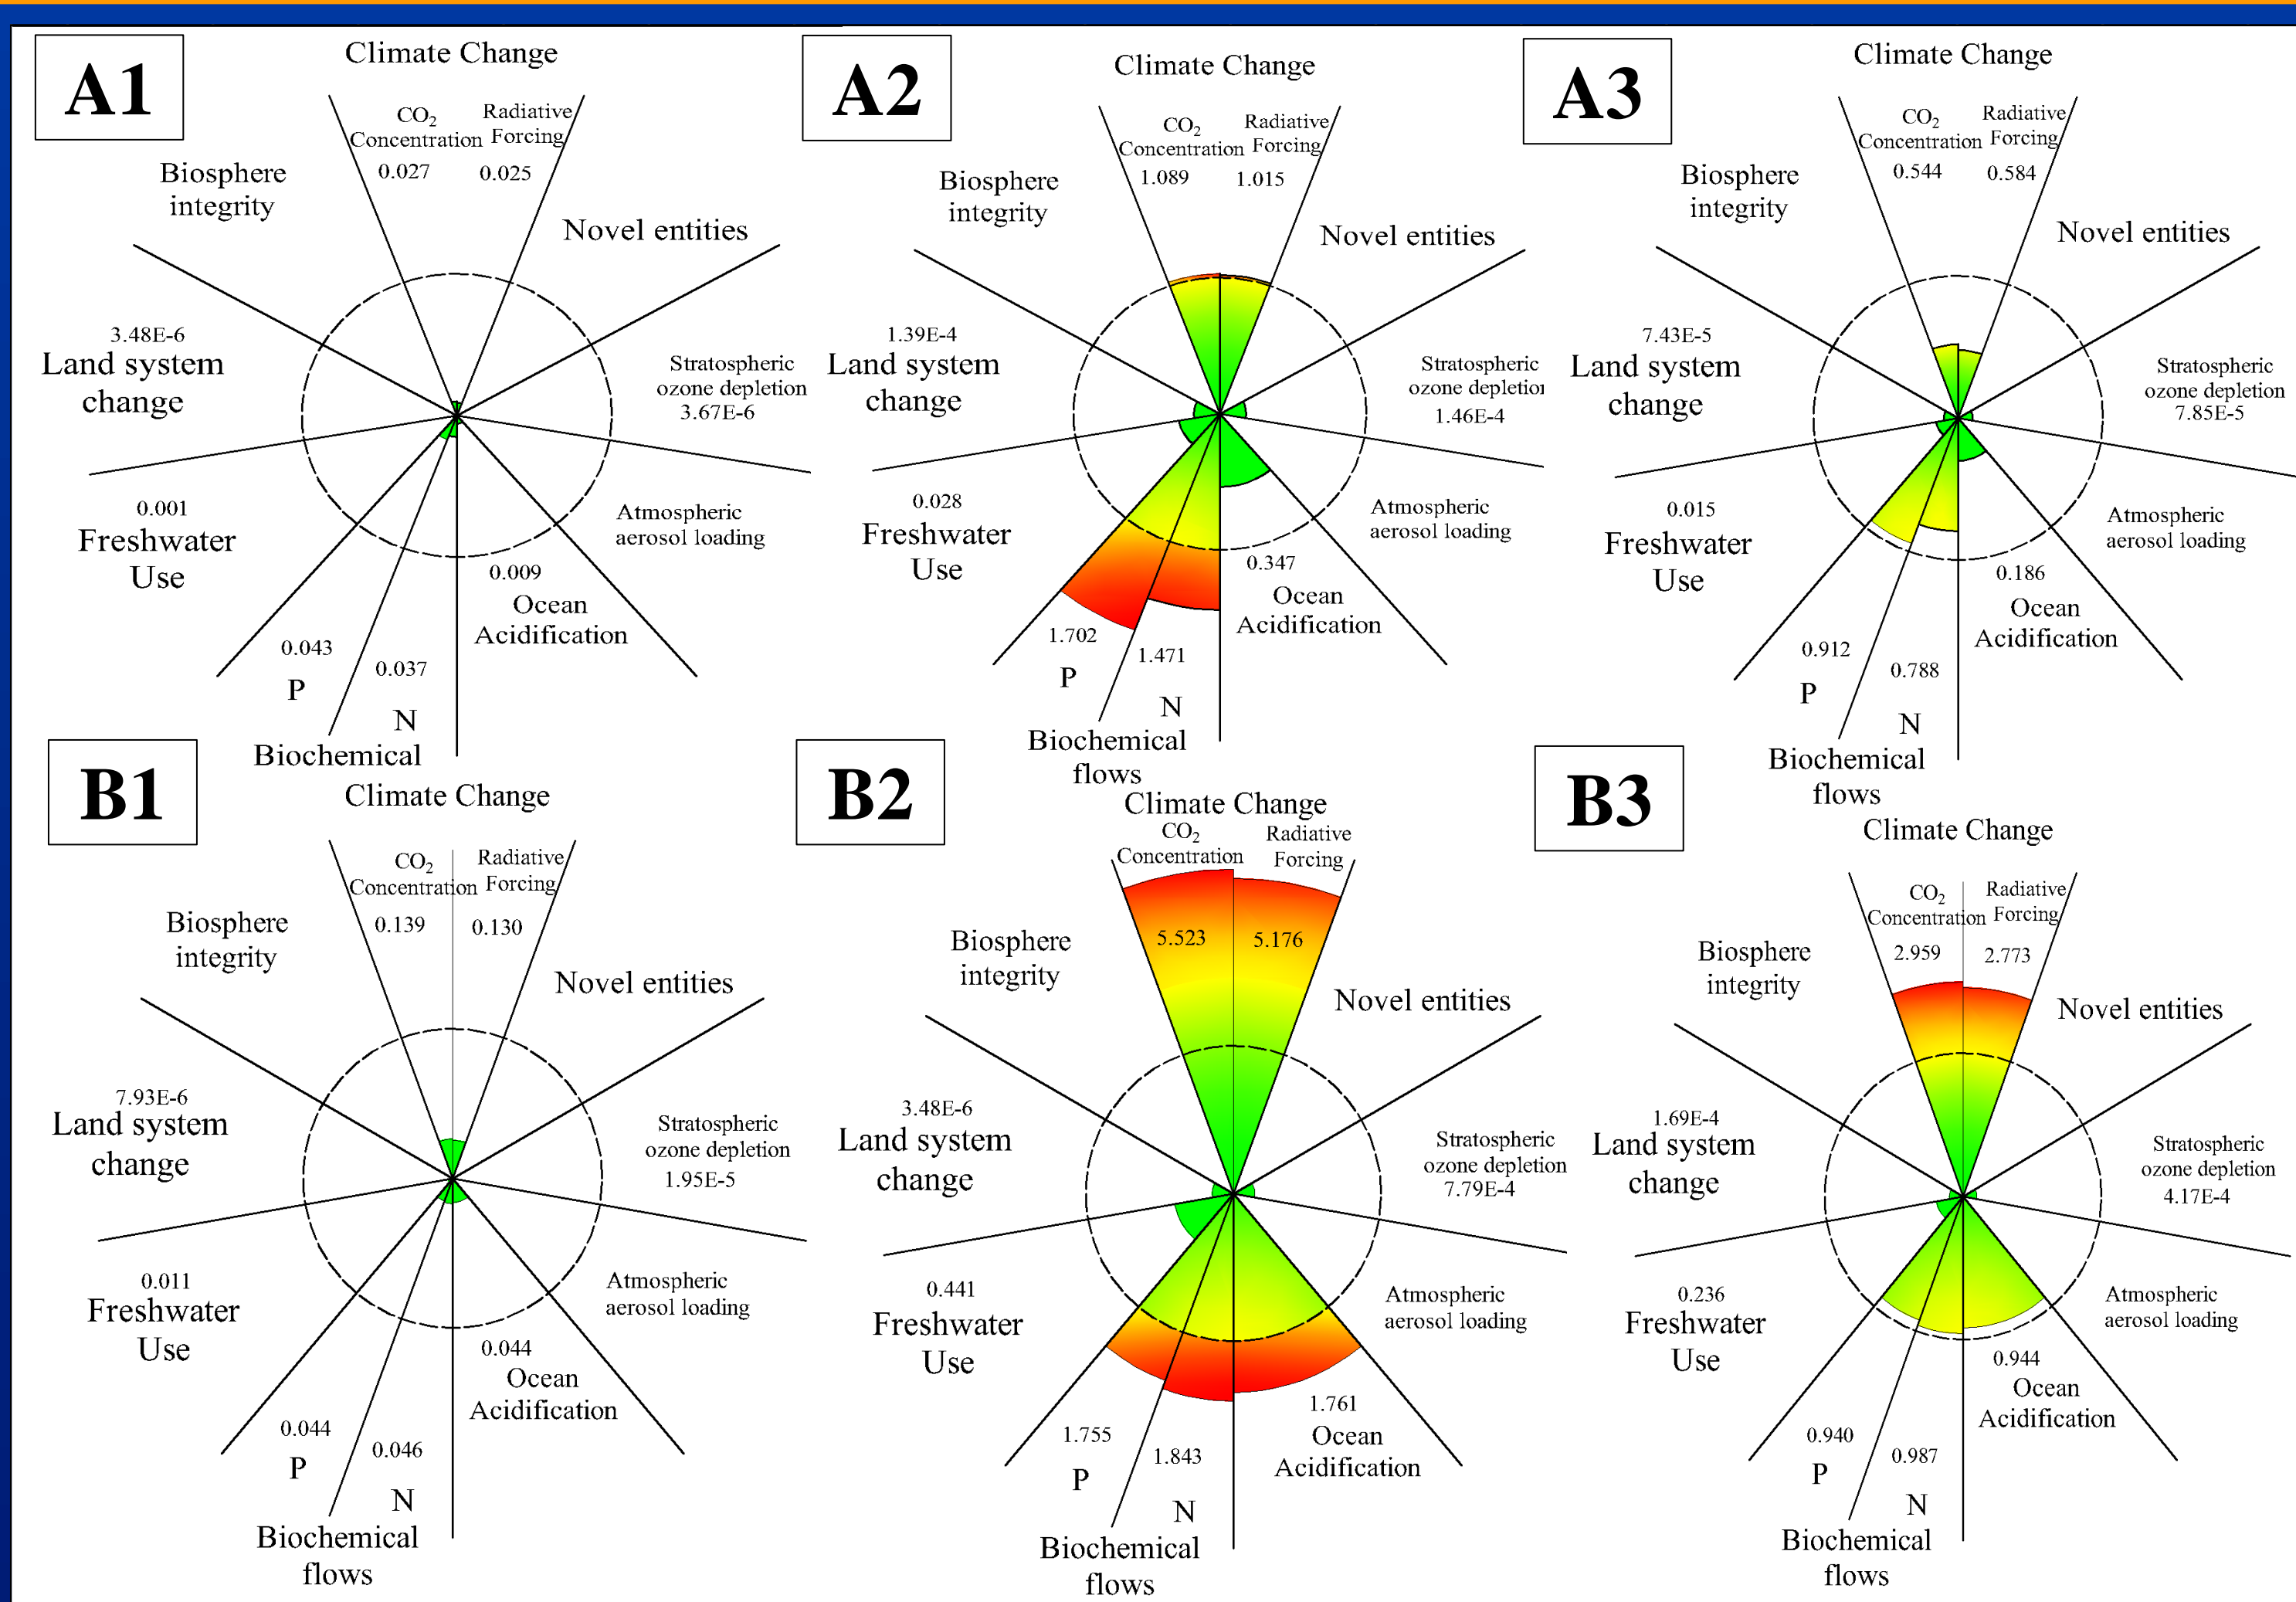 A1
Climate Change
CO2
Concentration
0.027
Radiative
Forcing
0.025
Biosphere
integrity
Novel entities
3.48E-6
Land system
change
Stratospheric
ozone depletion
3.67E-6
0.001
Freshwater
Use
Atmospheric
aerosol loading
0.009
Ocean
Acidification
0.043
P
0.037
N
Biochemical
A2
Climate Change
CO2
Concentration
1.089
Radiative
Forcing
1.015
Biosphere
integrity
Novel entities
1.39E-4
Land system
change
Stratospheric
ozone depletion
1.46E-4
0.028
Freshwater
Use
Atmospheric
aerosol loading
0.347
Ocean
Acidification
1.702
P
1.471
N
Biochemical
flows
A3
Climate Change
CO2
Concentration
0.544
Radiative
Forcing
0.584
Biosphere
integrity
Novel entities
7.43E-5
Land system
change
Stratospheric
ozone depletion
7.85E-5
0.015
Freshwater
Use
Atmospheric
aerosol loading
0.186
Ocean
Acidification
0.912
P
0.788
N
Biochemical
flows
B1
Climate Change
CO2
Concentration
0.139
Radiative
Forcing
0.130
Biosphere
integrity
Novel entities
7.93E-6
Land system
change
Stratospheric
ozone depletion
1.95E-5
0.011
Freshwater
Use
Atmospheric
aerosol loading
0.044
Ocean
Acidification
0.044
P
0.046
N
Biochemical
flows
B2
Climate Change
CO2
Concentration
5.523
Radiative
Forcing
5.176
Biosphere
integrity
Novel entities
3.48E-6
Land system
change
Stratospheric
ozone depletion
7.79E-4
0.441
Freshwater
Use
Atmospheric
aerosol loading
1.761
Ocean
Acidification
1.755
P
1.843
N
Biochemical
flows
B3
Climate Change
CO2
Concentration
2.959
Radiative
Forcing
2.773
Biosphere
integrity
Novel entities
1.69E-4
Land system
change
Stratospheric
ozone depletion
4.17E-4
0.236
Freshwater
Use
Atmospheric
aerosol loading
0.944
Ocean
Acidification
0.940
P
0.987
N
Biochemical
flows